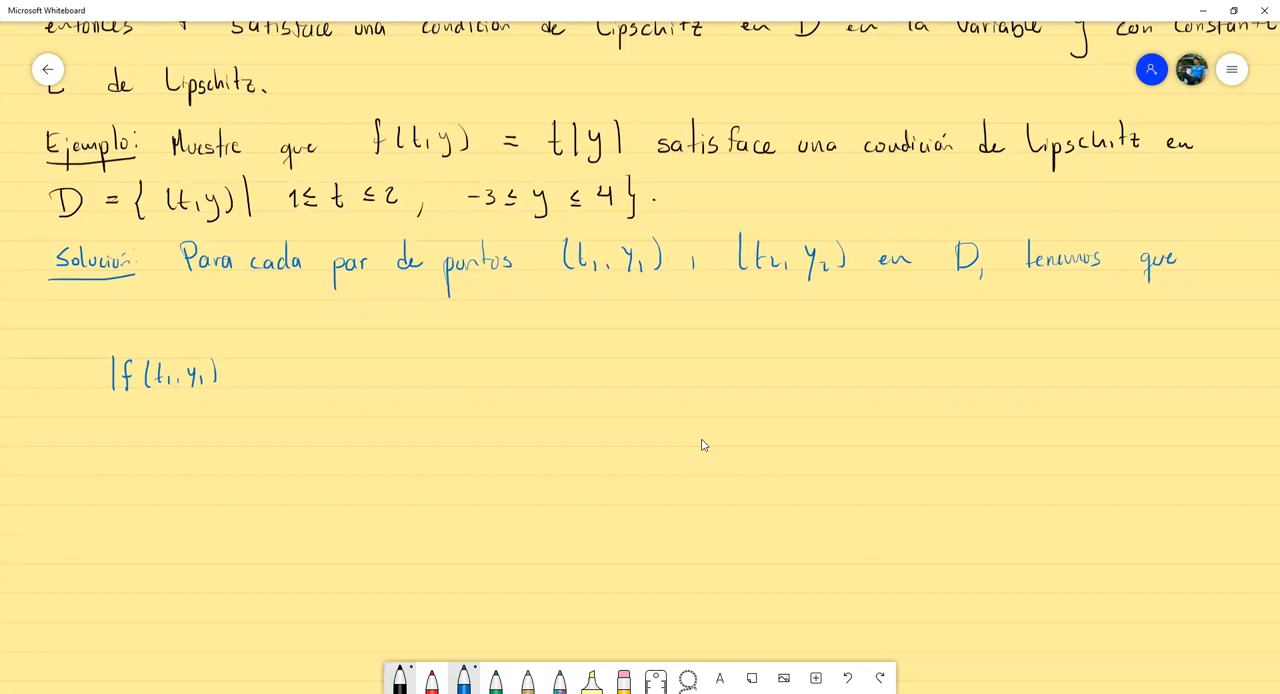 Microsoft Whiteboard
entonces f satisface una condición de Lipschitz en D en la variable y con constante
L de Lipschitz.
Ejemplo: Muestre que f(t,y) = t|y| satisface una condición de Lipschitz en
D = { (t,y) | 1 ≤ t ≤ 2 , -3 ≤ y ≤ 4 } .
Solución: Para cada par de puntos (t₁, y₁) , (t₂, y₂) en D, tenemos que
|f(t₁, y₁)